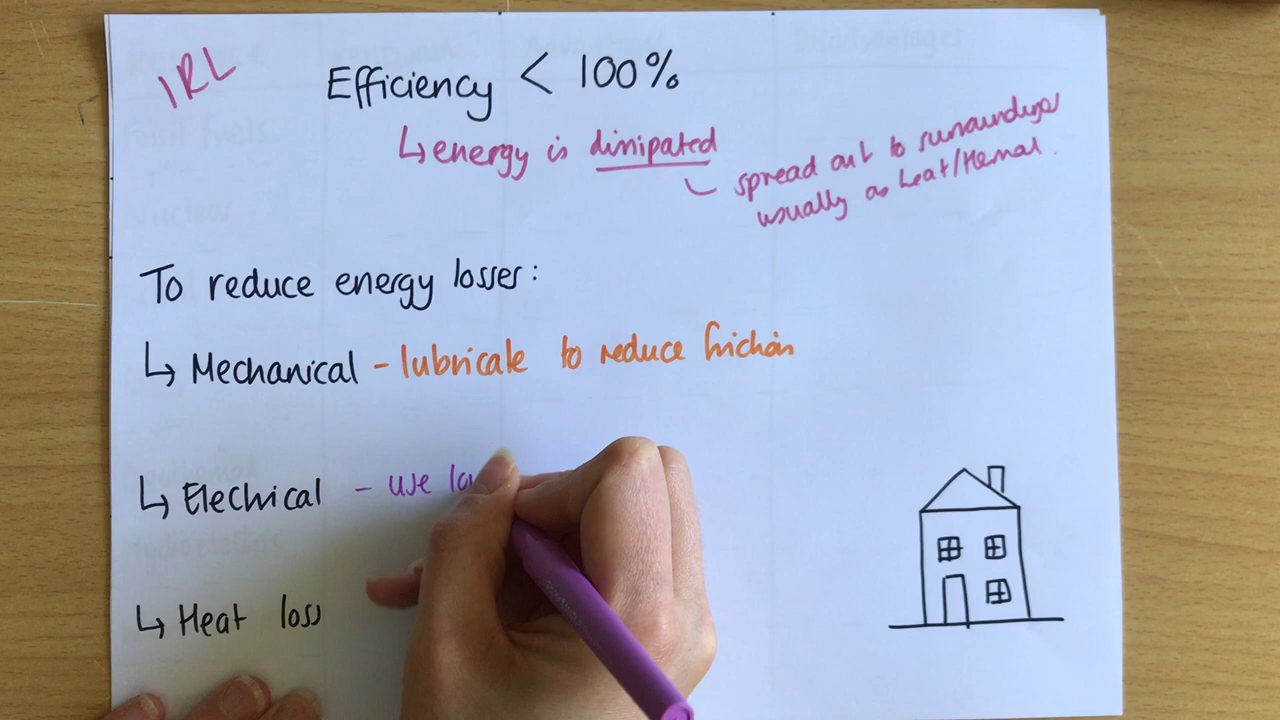 IRL
Efficiency < 100%
↳ energy is dissipated
spread out to surroundings
usually as heat/thermal.
To reduce energy losses:
↳ Mechanical - lubricate to reduce friction
↳ Electrical - use lo
↳ Heat loss